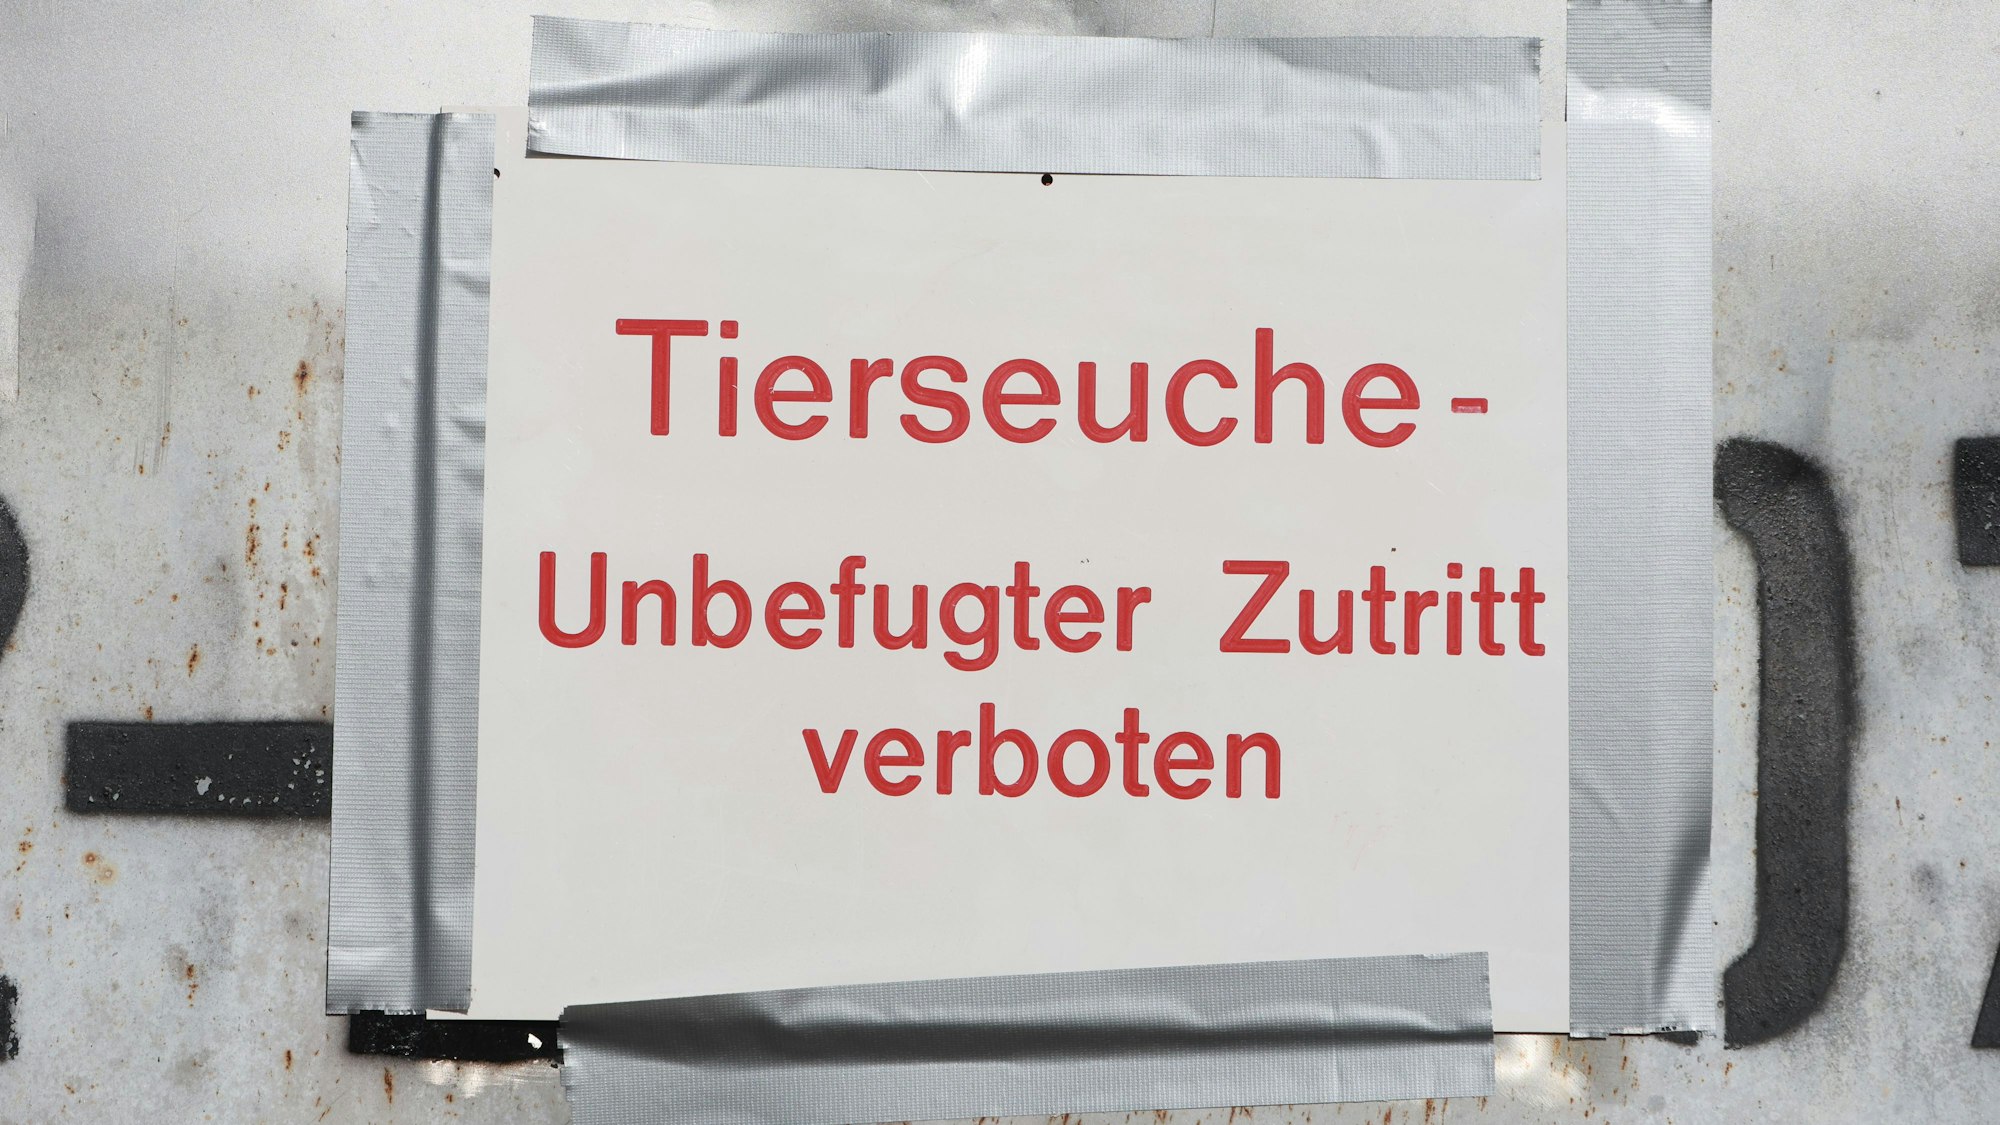 Tierseuche -
Unbefugter Zutritt
verboten